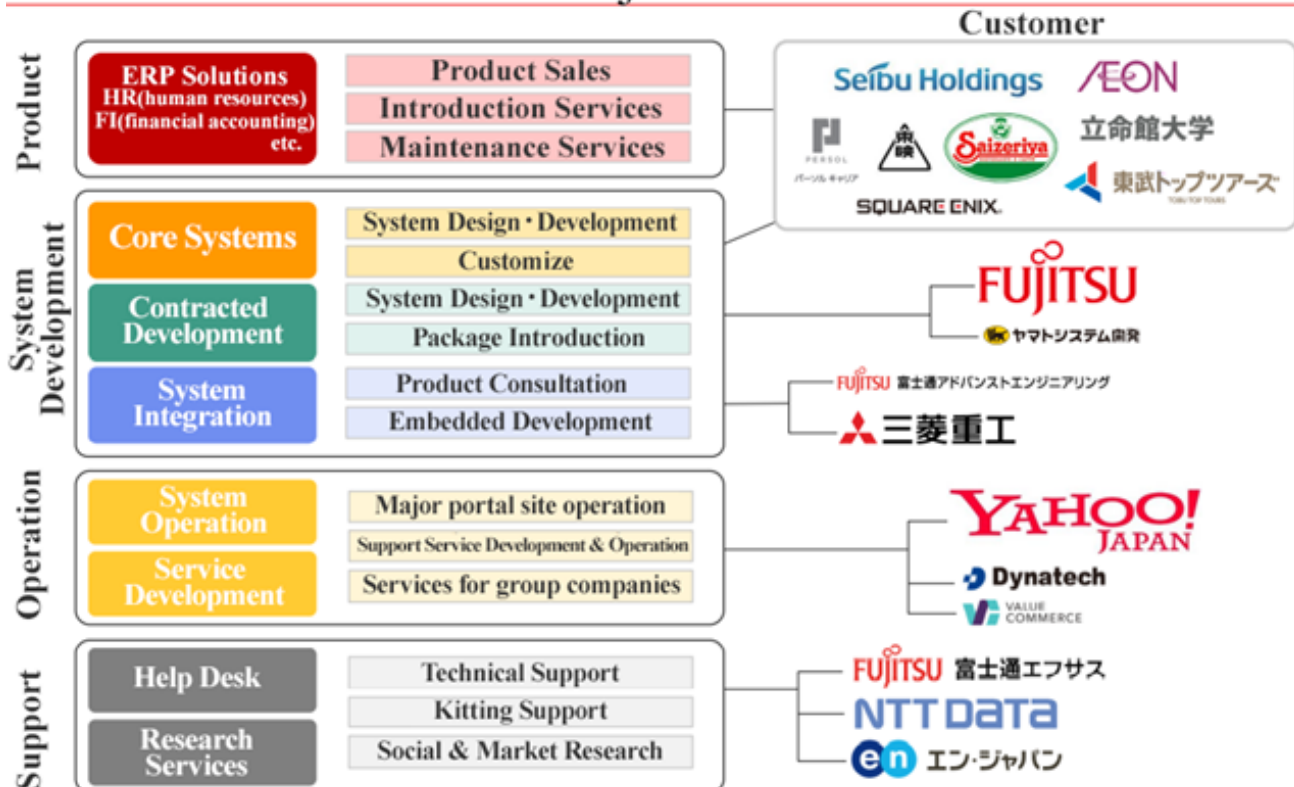 Customer
Product
ERP Solutions
HR(human resources)
FI(financial accounting)
etc.
Product Sales
Introduction Services
Maintenance Services
Seibu Holdings
ÆON
PERSOL
パーソル キャリア
東映
Saizeriya
立命館大学
東武トップツアーズ
TOBU TOP TOURS
SQUARE ENIX.
System
Development
Core Systems
System Design・Development
Customize
Contracted
Development
System Design・Development
Package Introduction
System
Integration
Product Consultation
Embedded Development
FUJITSU
ヤマトシステム開発
FUJITSU 富士通アドバンストエンジニアリング
三菱重工
Operation
System
Operation
Service
Development
Major portal site operation
Support Service Development & Operation
Services for group companies
YAHOO!
JAPAN
Dynatech
VALUE
COMMERCE
Support
Help Desk
Research
Services
Technical Support
Kitting Support
Social & Market Research
FUJITSU 富士通エフサス
NTT DATA
en エン・ジャパン